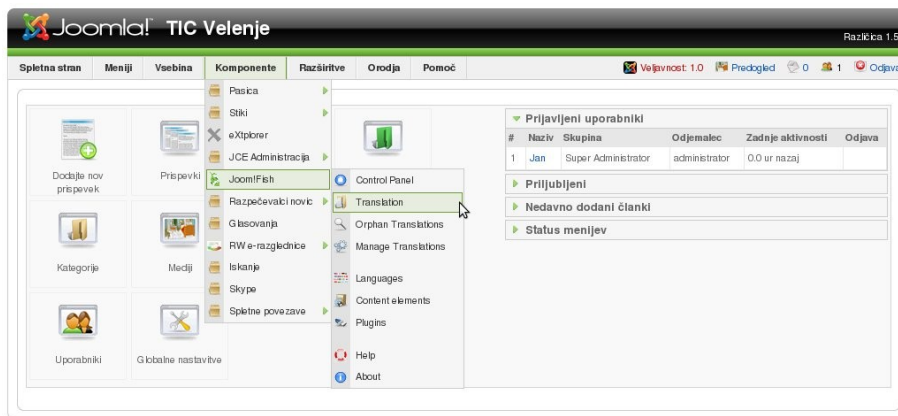 Joomla! TIC Velenje
Različica 1.5
Spletna stran Meniji Vsebina Komponente Razširitve Orodja Pomoč Veljavnost: 1.0 Predogled 0 1 Odjava
Pasica
Stiki
eXtplorer
JCE Administracija
Joom!Fish
Razpečevalci novic
Glasovanja
RW e-razglednice
Iskanje
Skype
Spletne povezave
Control Panel
Translation
Orphan Translations
Manage Translations
Languages
Content elements
Plugins
Help
About
Dodajte nov
prispevek
Prispevki
Kategorije
Mediji
Uporabniki
Globalne nastavitve
Prijavljeni uporabniki
# Naziv Skupina Odjemalec Zadnje aktivnosti Odjava
1 Jan Super Administrator administrator 0.0 ur nazaj
Priljubljeni
Nedavno dodani članki
Status menijev